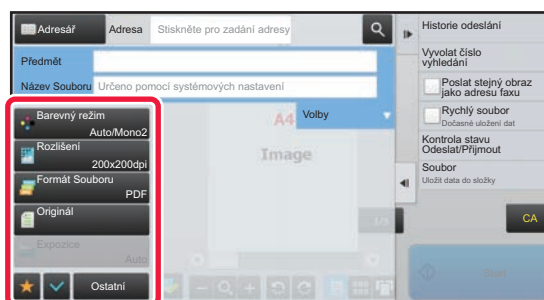 Adresář
Adresa
Stiskněte pro zadání adresy
Předmět
Název Souboru
Určeno pomocí systémových nastavení
Barevný režim
Auto/Mono2
Rozlišení
200x200dpi
Formát Souboru
PDF
Originál
Expozice
Auto
Ostatní
A4
Volby
Image
Historie odeslání
Vyvolat číslo
vyhledání
Poslat stejný obraz
jako adresu faxu
Rychlý soubor
Dočasné uložení dat
Kontrola stavu
Odeslat/Přijmout
Soubor
Uložit data do složky
CA
Start